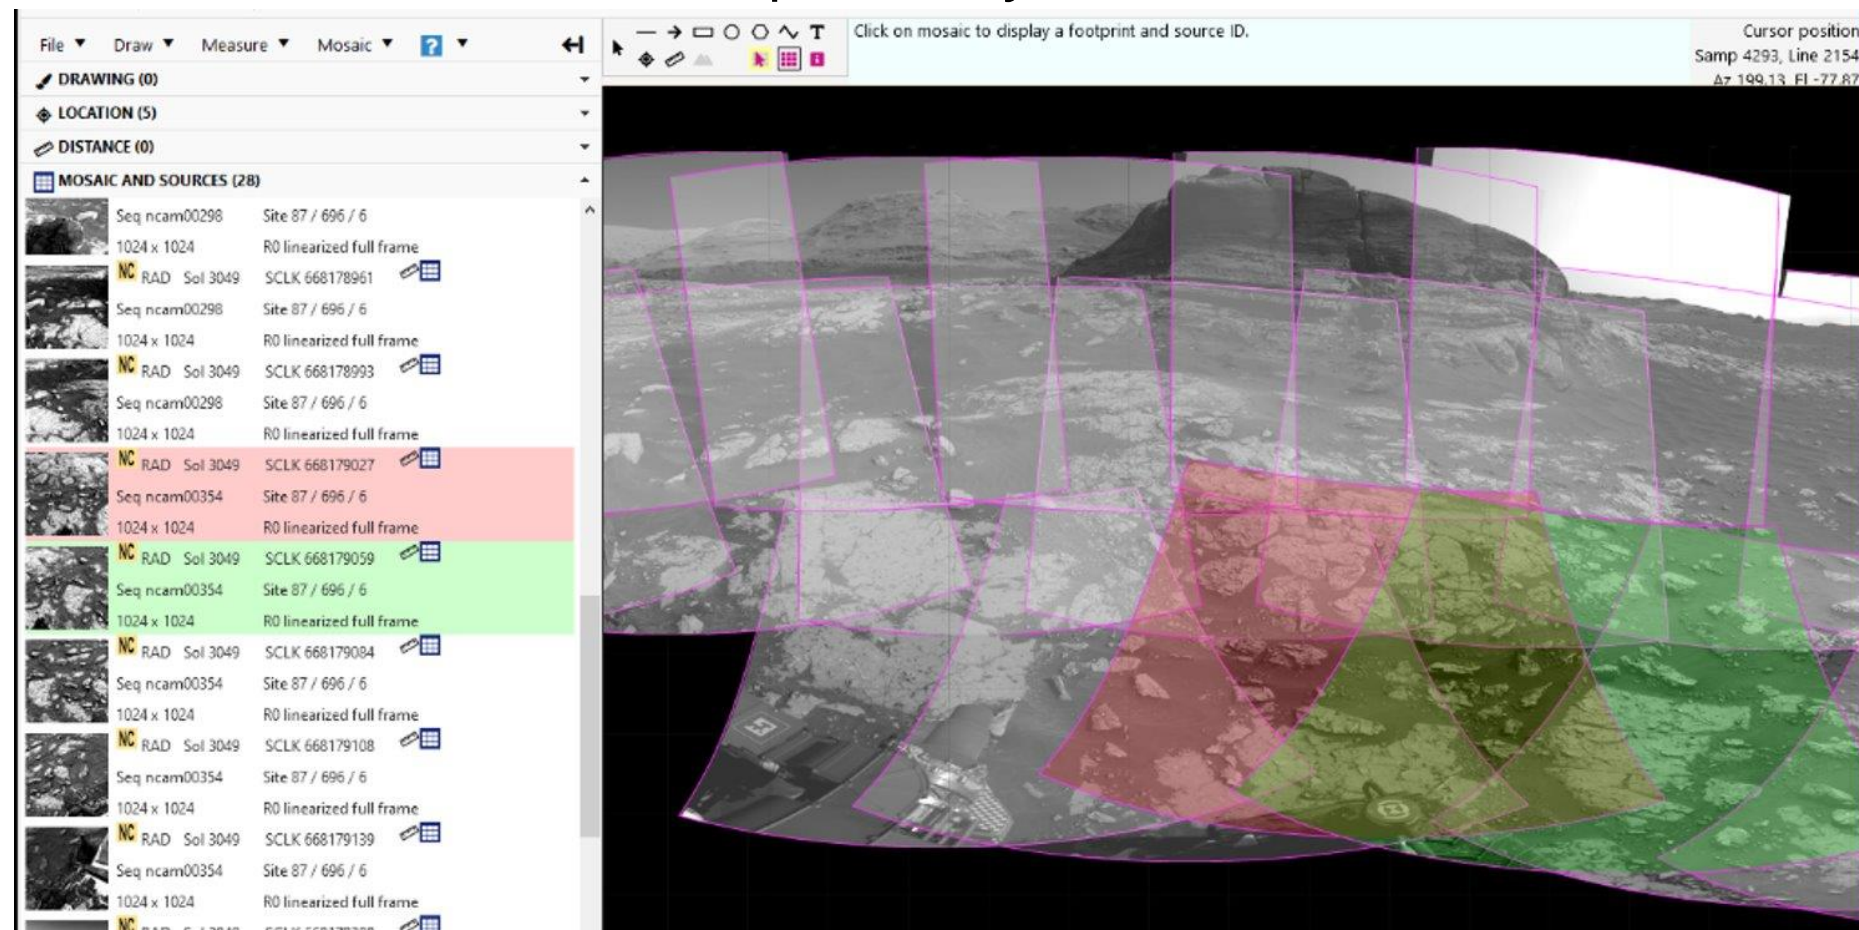 File ▼ Draw ▼ Measure ▼ Mosaic ▼ ? ▼
T
Click on mosaic to display a footprint and source ID.
Cursor position
Samp 4293, Line 2154
Az 199.13, El -77.87
DRAWING (0)
LOCATION (5)
DISTANCE (0)
MOSAIC AND SOURCES (28)
Seq ncam00298 Site 87 / 696 / 6
1024 x 1024 R0 linearized full frame
NC RAD Sol 3049 SCLK 668178961
Seq ncam00298 Site 87 / 696 / 6
1024 x 1024 R0 linearized full frame
NC RAD Sol 3049 SCLK 668178993
Seq ncam00298 Site 87 / 696 / 6
1024 x 1024 R0 linearized full frame
NC RAD Sol 3049 SCLK 668179027
Seq ncam00354 Site 87 / 696 / 6
1024 x 1024 R0 linearized full frame
NC RAD Sol 3049 SCLK 668179059
Seq ncam00354 Site 87 / 696 / 6
1024 x 1024 R0 linearized full frame
NC RAD Sol 3049 SCLK 668179084
Seq ncam00354 Site 87 / 696 / 6
1024 x 1024 R0 linearized full frame
NC RAD Sol 3049 SCLK 668179108
Seq ncam00354 Site 87 / 696 / 6
1024 x 1024 R0 linearized full frame
NC RAD Sol 3049 SCLK 668179139
Seq ncam00354 Site 87 / 696 / 6
1024 x 1024 R0 linearized full frame
NC